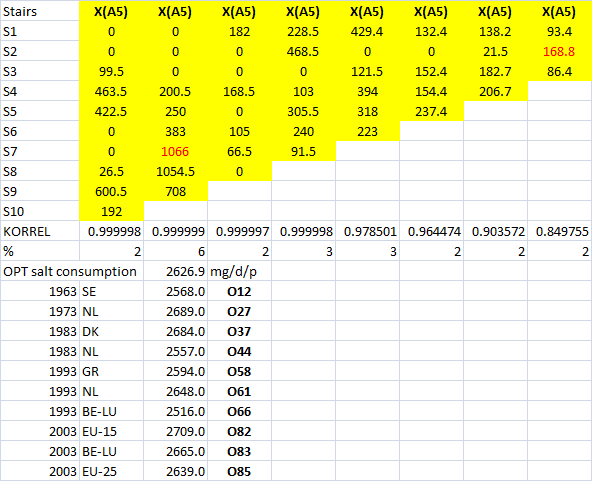 Stairs X(A5) X(A5) X(A5) X(A5) X(A5) X(A5) X(A5) X(A5)
S1 0 0 182 228.5 429.4 132.4 138.2 93.4
S2 0 0 0 468.5 0 0 21.5 168.8
S3 99.5 0 0 0 121.5 152.4 182.7 86.4
S4 463.5 200.5 168.5 103 394 154.4 206.7
S5 422.5 250 0 305.5 318 237.4
S6 0 383 105 240 223
S7 0 1066 66.5 91.5
S8 26.5 1054.5 0
S9 600.5 708
S10 192
KORREL 0.999998 0.999999 0.999997 0.999998 0.978501 0.964474 0.903572 0.849755
% 2 6 2 3 3 2 2 2
OPT salt consumption 2626.9 mg/d/p
1963 SE 2568.0 O12
1973 NL 2689.0 O27
1983 DK 2684.0 O37
1983 NL 2557.0 O44
1993 GR 2594.0 O58
1993 NL 2648.0 O61
1993 BE-LU 2516.0 O66
2003 EU-15 2709.0 O82
2003 BE-LU 2665.0 O83
2003 EU-25 2639.0 O85